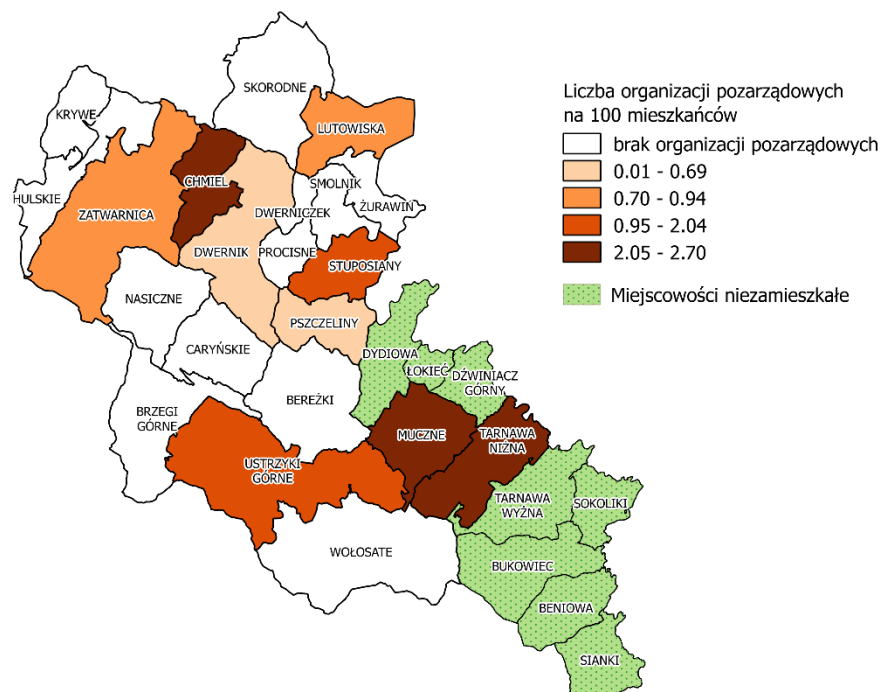 SKORODNE
KRYWE
LUTOWISKA
CHMIEL
SMOLNIK
HULSKIE
ZATWARNICA
DWERNICZEK
ŻURAWIN
DWERNIK
PROCISNE
STUPOSIANY
NASICZNE
PSZCZELINY
CARYŃSKIE
DYDIOWA
ŁOKIEĆ
DŹWINIACZ
GÓRNY
BEREŻKI
BRZEGI
GÓRNE
MUCZNE
TARNAWA
NIŻNA
USTRZYKI
GÓRNE
TARNAWA
WYŻNA
SOKOLIKI
WOŁOSATE
BUKOWIEC
BENIOWA
SIANKI
Liczba organizacji pozarządowych
na 100 mieszkańców
brak organizacji pozarządowych
0.01 - 0.69
0.70 - 0.94
0.95 - 2.04
2.05 - 2.70
Miejscowości niezamieszkałe